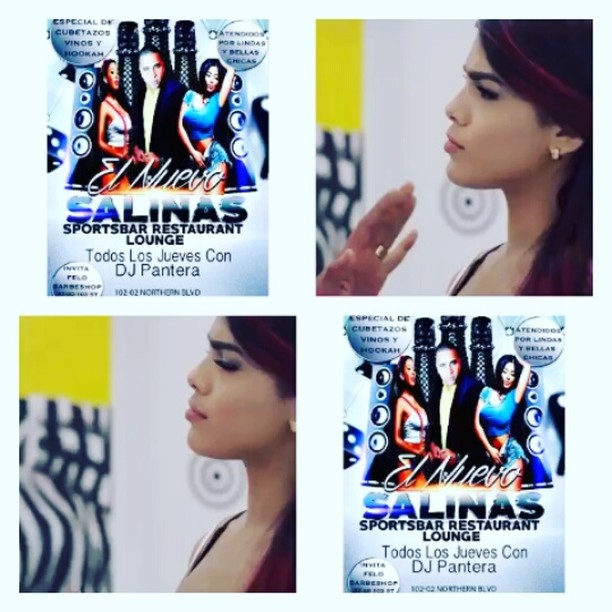 ESPECIAL DE
CUBETAZOS
VINOS Y
HOOKAH
ATENDIDOS
POR LINDAS
Y BELLAS
CHICAS
El Nuevo
SALINAS
SPORTSBAR RESTAURANT
LOUNGE
Todos Los Jueves Con
DJ Pantera
INVITA
FELO
BARBESHOP
102-02 NORTHERN BLVD
ESPECIAL DE
CUBETAZOS
VINOS Y
HOOKAH
ATENDIDOS
POR LINDAS
Y BELLAS
CHICAS
El Nuevo
SALINAS
SPORTSBAR RESTAURANT
LOUNGE
Todos Los Jueves Con
DJ Pantera
INVITA
FELO
BARBESHOP
102-02 NORTHERN BLVD